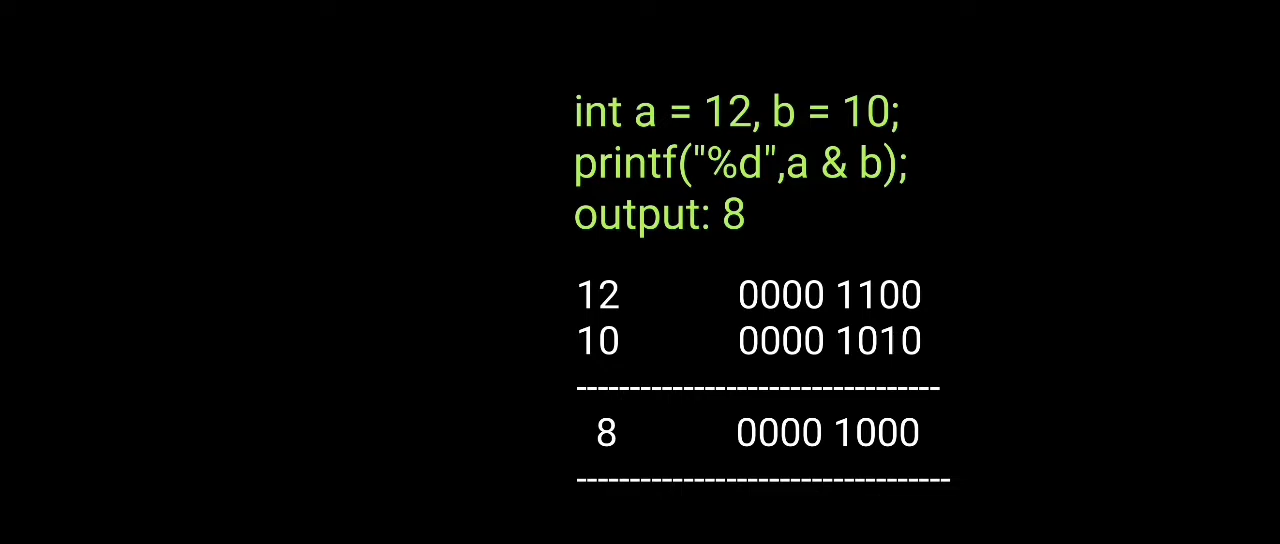 int a = 12, b = 10;
printf("%d",a & b);
output: 8
12 0000 1100
10 0000 1010
----------------------------------
8 0000 1000
-----------------------------------